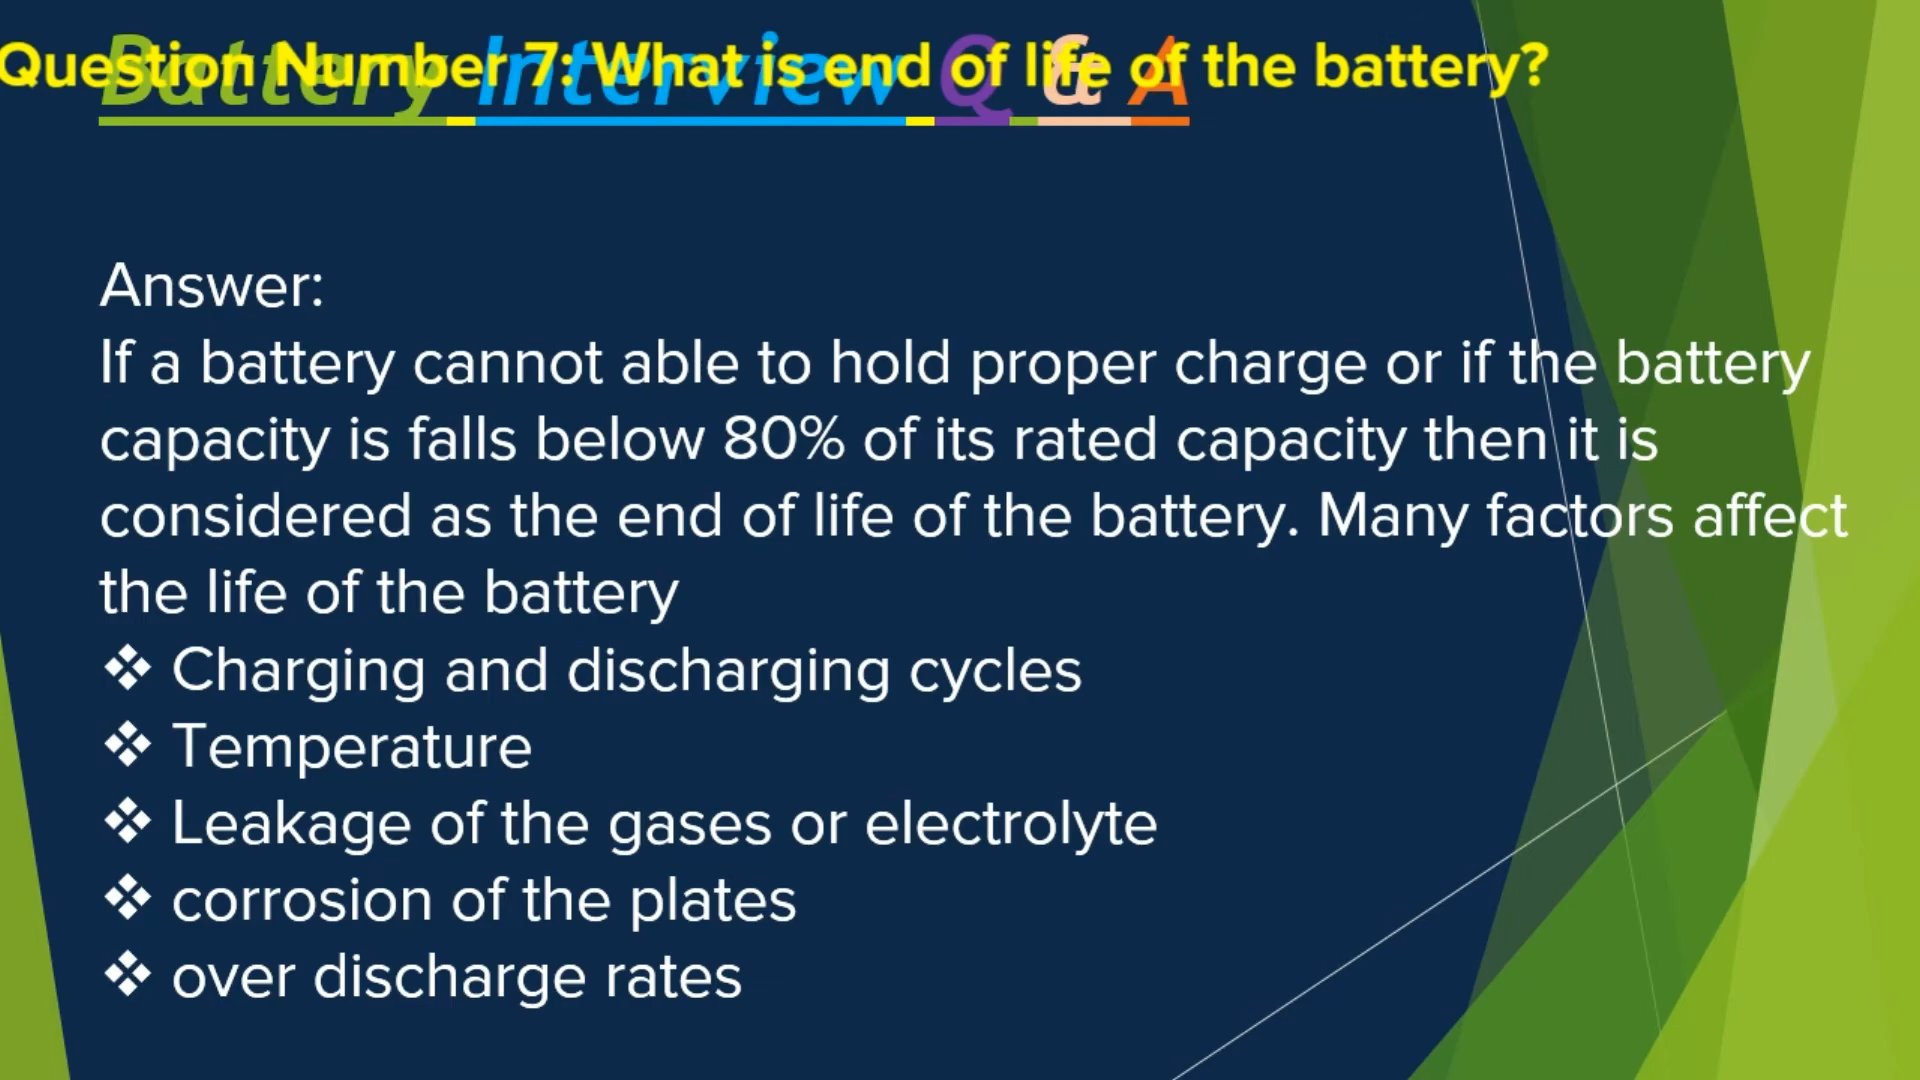 Battery Interview Q & A
Question Number 7: What is end of life of the battery?
Answer:
If a battery cannot able to hold proper charge or if the battery
capacity is falls below 80% of its rated capacity then it is
considered as the end of life of the battery. Many factors affect
the life of the battery
❖ Charging and discharging cycles
❖ Temperature
❖ Leakage of the gases or electrolyte
❖ corrosion of the plates
❖ over discharge rates